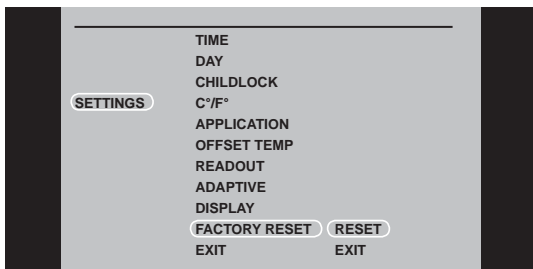 TIME
DAY
CHILDLOCK
SETTINGS C°/F°
APPLICATION
OFFSET TEMP
READOUT
ADAPTIVE
DISPLAY
FACTORY RESET RESET
EXIT EXIT